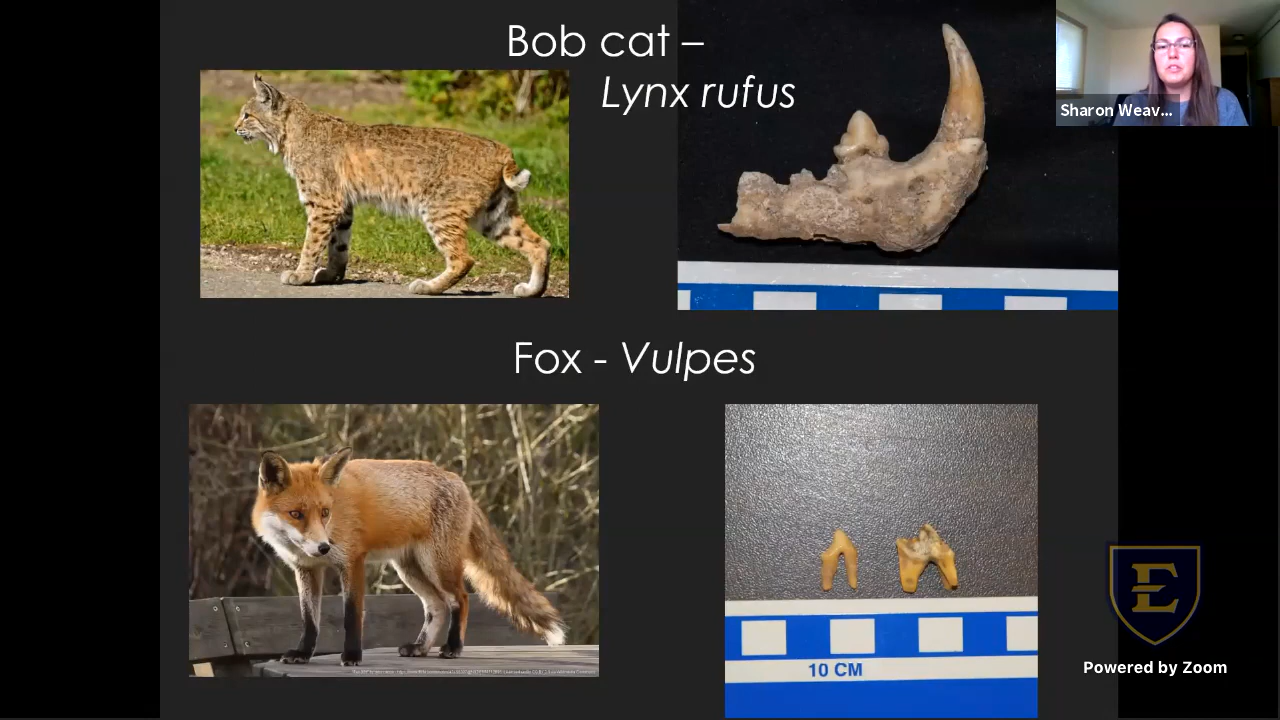 Bob cat –
Lynx rufus
Sharon Weav...
Fox - Vulpes
10 CM
E
Powered by Zoom